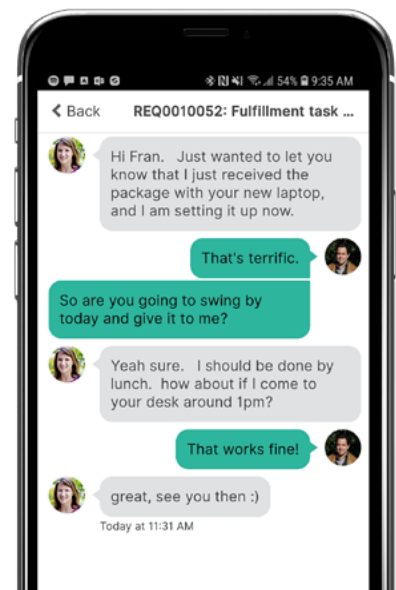 54% 9:35 AM
Back REQ0010052: Fulfillment task ...
Hi Fran. Just wanted to let you
know that I just received the
package with your new laptop,
and I am setting it up now.
That's terrific.
So are you going to swing by
today and give it to me?
Yeah sure. I should be done by
lunch. how about if I come to
your desk around 1pm?
That works fine!
great, see you then :)
Today at 11:31 AM